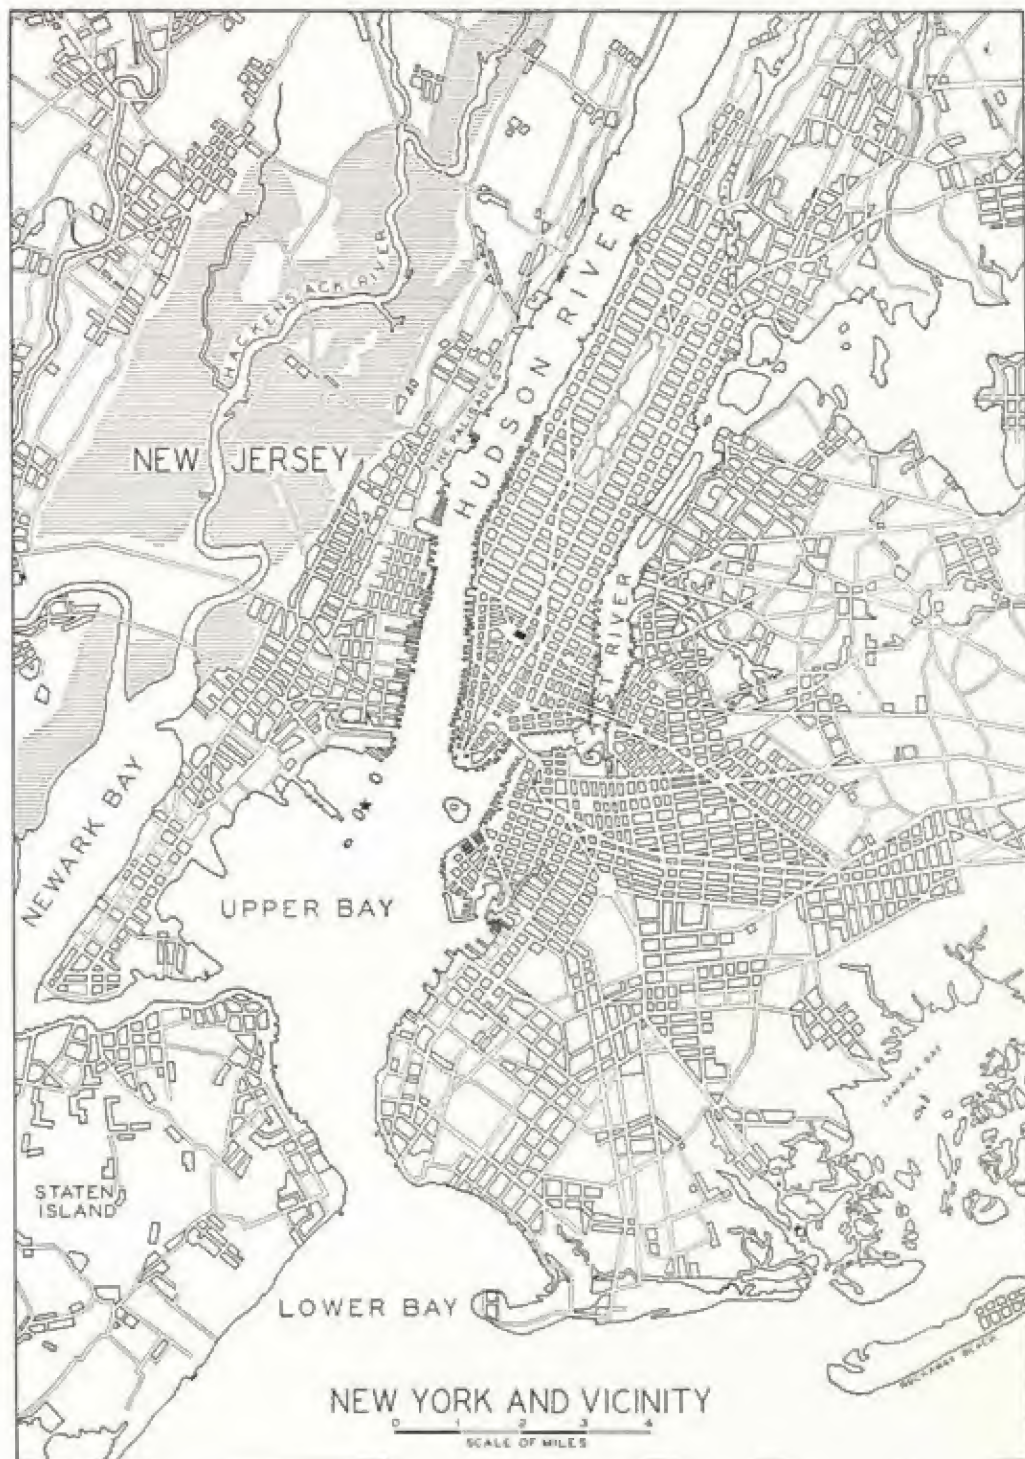 HACKENSACK RIVER
HUDSON RIVER
THE PALISADES
NEW JERSEY
EAST RIVER
NEWARK BAY
UPPER BAY
JAMAICA BAY
STATEN
ISLAND
LOWER BAY
ROCKAWAY BEACH
NEW YORK AND VICINITY
0 1 2 3 4
SCALE OF MILES